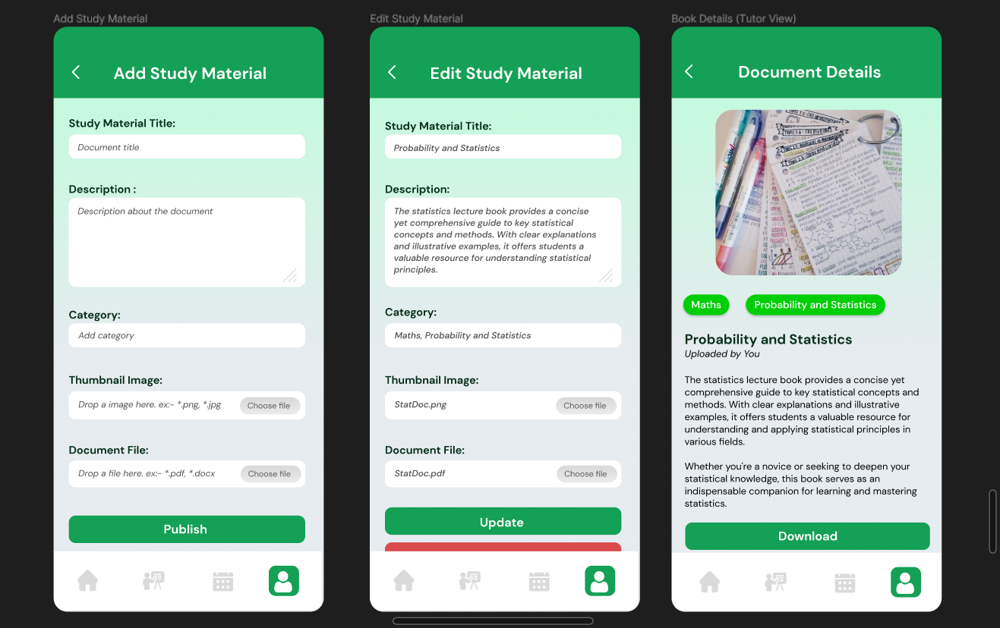 Add Study Material
Edit Study Material
Book Details (Tutor View)
Add Study Material
Study Material Title:
Document title
Description :
Description about the document
Category:
Add category
Thumbnail Image:
Drop a image here. ex:- *.png, *.jpg
Choose file
Document File:
Drop a file here. ex:- *.pdf, *.docx
Choose file
Publish
Edit Study Material
Study Material Title:
Probability and Statistics
Description:
The statistics lecture book provides a concise
yet comprehensive guide to key statistical
concepts and methods. With clear explanations
and illustrative examples, it offers students a
valuable resource for understanding statistical
principles.
Category:
Maths, Probability and Statistics
Thumbnail Image:
StatDoc.png
Choose file
Document File:
StatDoc.pdf
Choose file
Update
Document Details
Maths
Probability and Statistics
Probability and Statistics
Uploaded by You
The statistics lecture book provides a concise yet
comprehensive guide to key statistical concepts and
methods. With clear explanations and illustrative
examples, it offers students a valuable resource for
understanding and applying statistical principles in
various fields.
Whether you're a novice or seeking to deepen your
statistical knowledge, this book serves as an
indispensable companion for learning and mastering
statistics.
Download